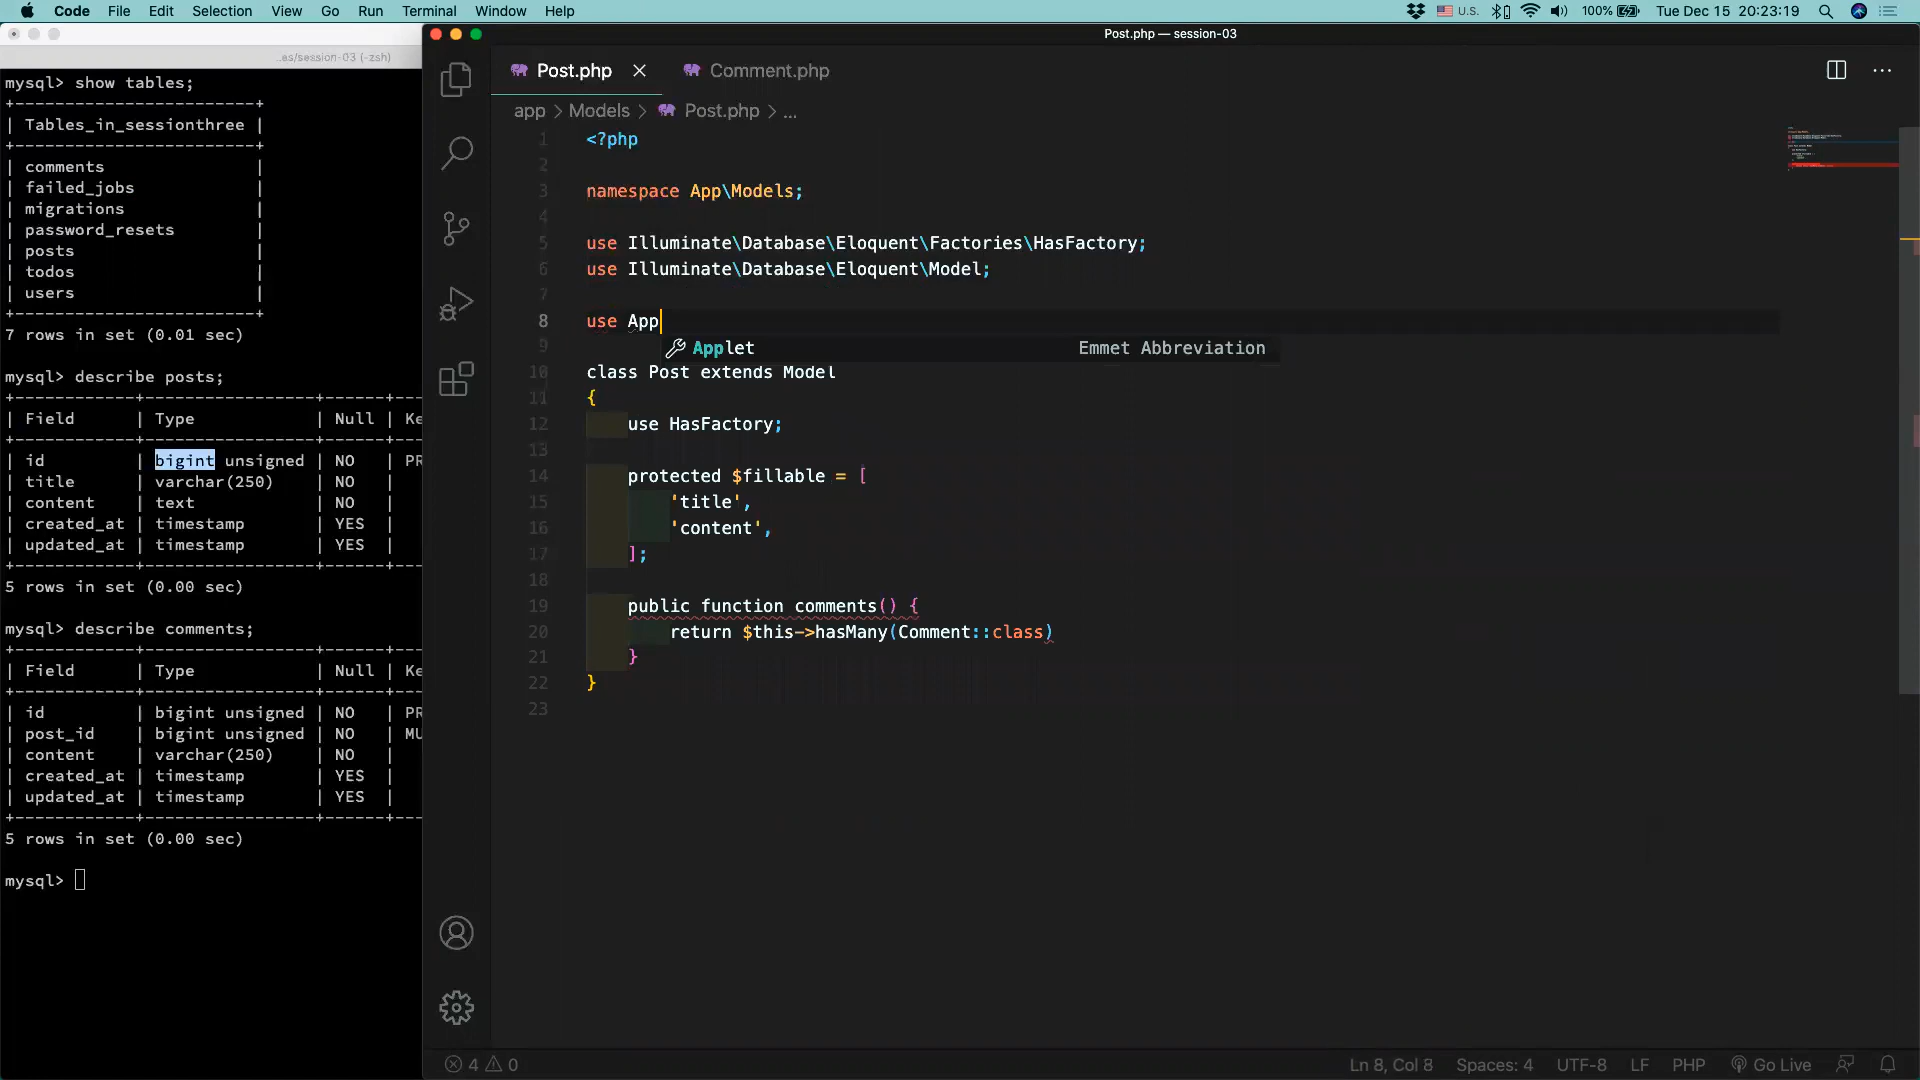 Code File Edit Selection View Go Run Terminal Window Help U.S. 100% Tue Dec 15 20:23:19
...es/session-03 (-zsh)
mysql> show tables;
+------------------------+
| Tables_in_sessionthree |
+------------------------+
| comments |
| failed_jobs |
| migrations |
| password_resets |
| posts |
| todos |
| users |
+------------------------+
7 rows in set (0.01 sec)
mysql> describe posts;
| Field | Type | Null | Ke
| id | bigint unsigned | NO | PR
| title | varchar(250) | NO |
| content | text | NO |
| created_at | timestamp | YES |
| updated_at | timestamp | YES |
5 rows in set (0.00 sec)
mysql> describe comments;
| Field | Type | Null | Ke
| id | bigint unsigned | NO | PR
| post_id | bigint unsigned | NO | MU
| content | varchar(250) | NO |
| created_at | timestamp | YES |
| updated_at | timestamp | YES |
5 rows in set (0.00 sec)
mysql>
Post.php — session-03
Post.php Comment.php
app > Models > Post.php > ...
1 <?php
2
3 namespace App\Models;
4
5 use Illuminate\Database\Eloquent\Factories\HasFactory;
6 use Illuminate\Database\Eloquent\Model;
7
8 use App
Applet Emmet Abbreviation
9
10 class Post extends Model
11 {
12 use HasFactory;
13
14 protected $fillable = [
15 'title',
16 'content',
17 ];
18
19 public function comments() {
20 return $this->hasMany(Comment::class)
21 }
22 }
23
4 0 Ln 8, Col 8 Spaces: 4 UTF-8 LF PHP Go Live